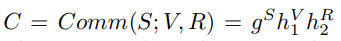 C = Comm(S; V, R) = g^S h_1^V h_2^R